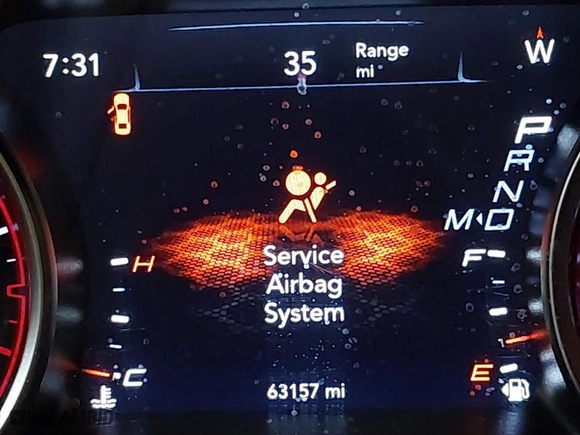 7:31
35
Range
mi
W
P
R
N
M D
H
F
Service
Airbag
System
C
E
63157 mi